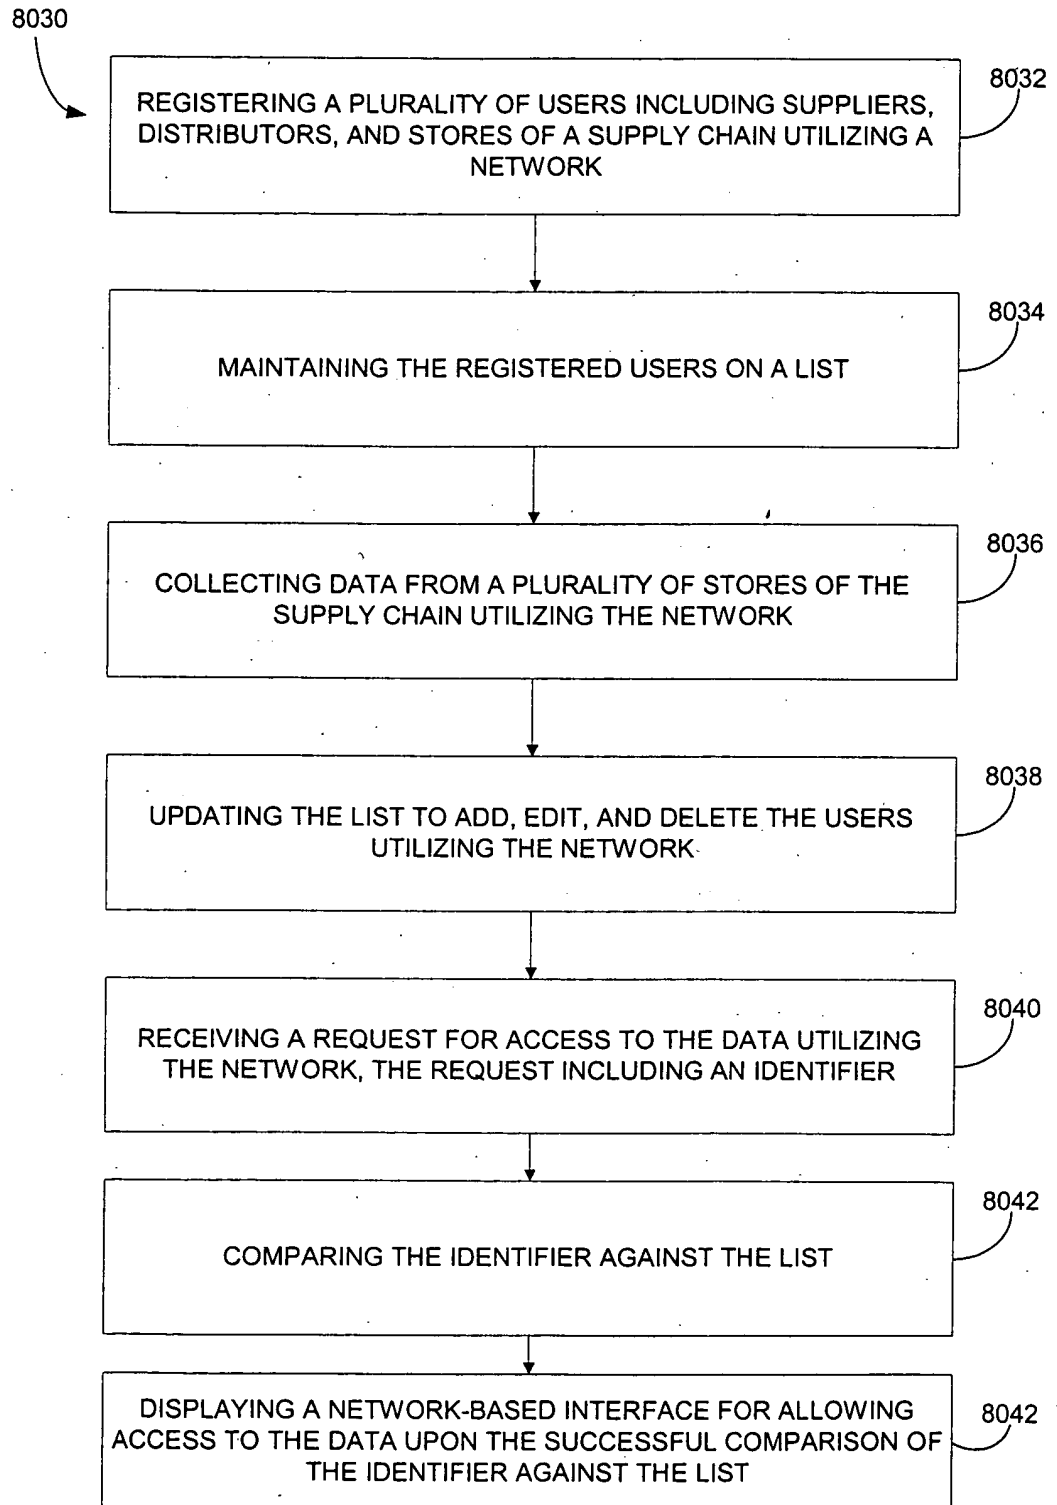 8030
8032
REGISTERING A PLURALITY OF USERS INCLUDING SUPPLIERS,
DISTRIBUTORS, AND STORES OF A SUPPLY CHAIN UTILIZING A
NETWORK
8034
MAINTAINING THE REGISTERED USERS ON A LIST
8036
COLLECTING DATA FROM A PLURALITY OF STORES OF THE
SUPPLY CHAIN UTILIZING THE NETWORK
8038
UPDATING THE LIST TO ADD, EDIT, AND DELETE THE USERS
UTILIZING THE NETWORK
8040
RECEIVING A REQUEST FOR ACCESS TO THE DATA UTILIZING
THE NETWORK, THE REQUEST INCLUDING AN IDENTIFIER
8042
COMPARING THE IDENTIFIER AGAINST THE LIST
8042
DISPLAYING A NETWORK-BASED INTERFACE FOR ALLOWING
ACCESS TO THE DATA UPON THE SUCCESSFUL COMPARISON OF
THE IDENTIFIER AGAINST THE LIST